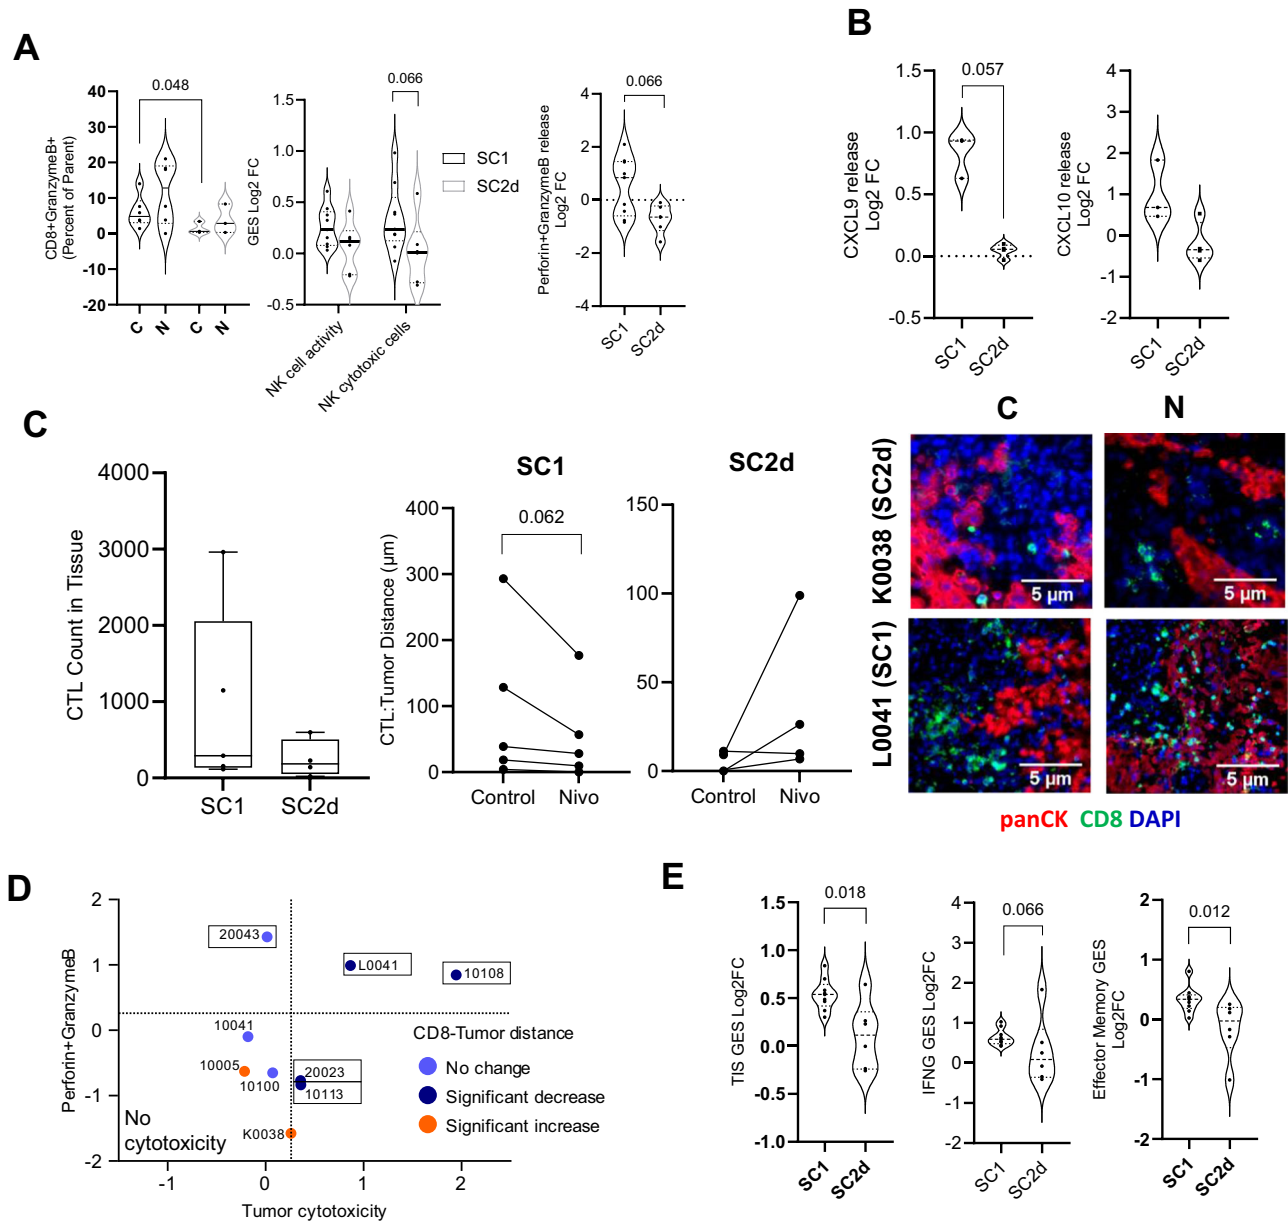 A
CD8+GranzymeB+
(Percent of Parent)
40
30
20
10
0
-10
-20
0.048
C N C N
GES Log2 FC
1.5
1.0
0.5
0.0
-0.5
0.066
NK cell activity
NK cytotoxic cells
SC1
SC2d
Perforin+GranzymeB release
Log2 FC
4
2
0
-2
-4
0.066
SC1 SC2d
B
CXCL9 release
Log2 FC
1.5
1.0
0.5
0.0
-0.5
0.057
SC1 SC2d
CXCL10 release
Log2 FC
4
3
2
1
0
-1
-2
SC1 SC2d
C
CTL Count in Tissue
4000
3000
2000
1000
0
SC1 SC2d
SC1
CTL:Tumor Distance (µm)
400
300
200
100
0
0.062
Control Nivo
SC2d
150
100
50
0
Control Nivo
C N
K0038 (SC2d)
5 µm 5 µm
L0041 (SC1)
5 µm 5 µm
panCK CD8 DAPI
D
Perforin+GranzymeB
2
1
0
-1
-2
20043
L0041
10108
10041
10005
10100
20023
10113
K0038
No
cytotoxicity
CD8-Tumor distance
No change
Significant decrease
Significant increase
-1 0 1 2
Tumor cytotoxicity
E
TIS GES Log2FC
1.5
1.0
0.5
0.0
-0.5
-1.0
0.018
SC1 SC2d
IFNG GES Log2FC
4
3
2
1
0
-1
-2
0.066
SC1 SC2d
Effector Memory GES
Log2FC
2
1
0
-1
-2
0.012
SC1 SC2d